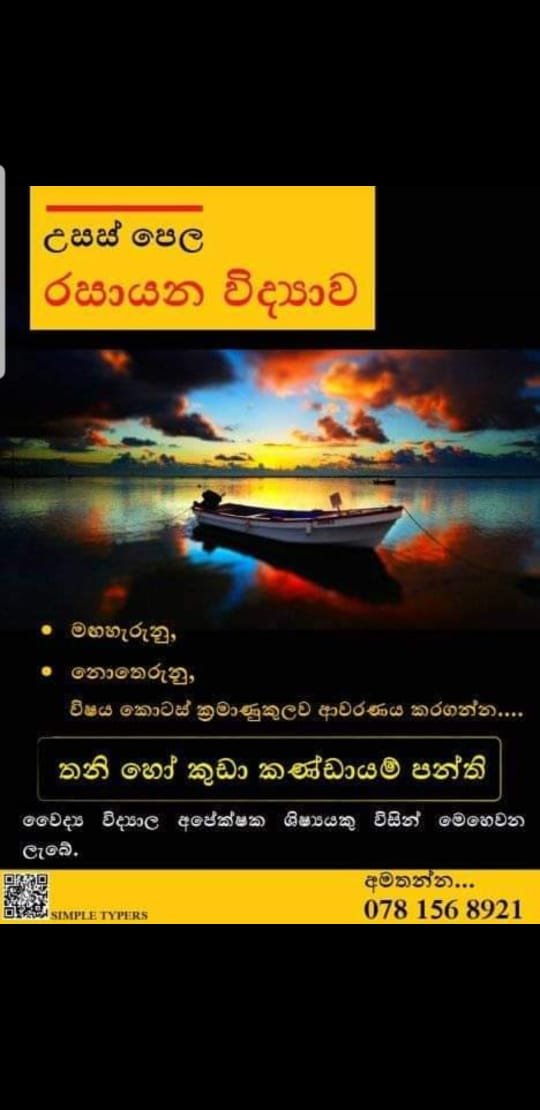 උසස් පෙල
රසායන විද්‍යාව
• මඟහැරුනු,
• නොතෙරුනු,
විෂය කොටස් ක්‍රමාණුකුලව ආවරණය කරගන්න....
තනි හෝ කුඩා කණ්ඩායම් පන්ති
වෛද්‍ය විද්‍යාල අපේක්ෂක ශිෂ්‍යයකු විසින් මෙහෙවන
ලැබේ.
අමතන්න...
SIMPLE TYPERS
078 156 8921